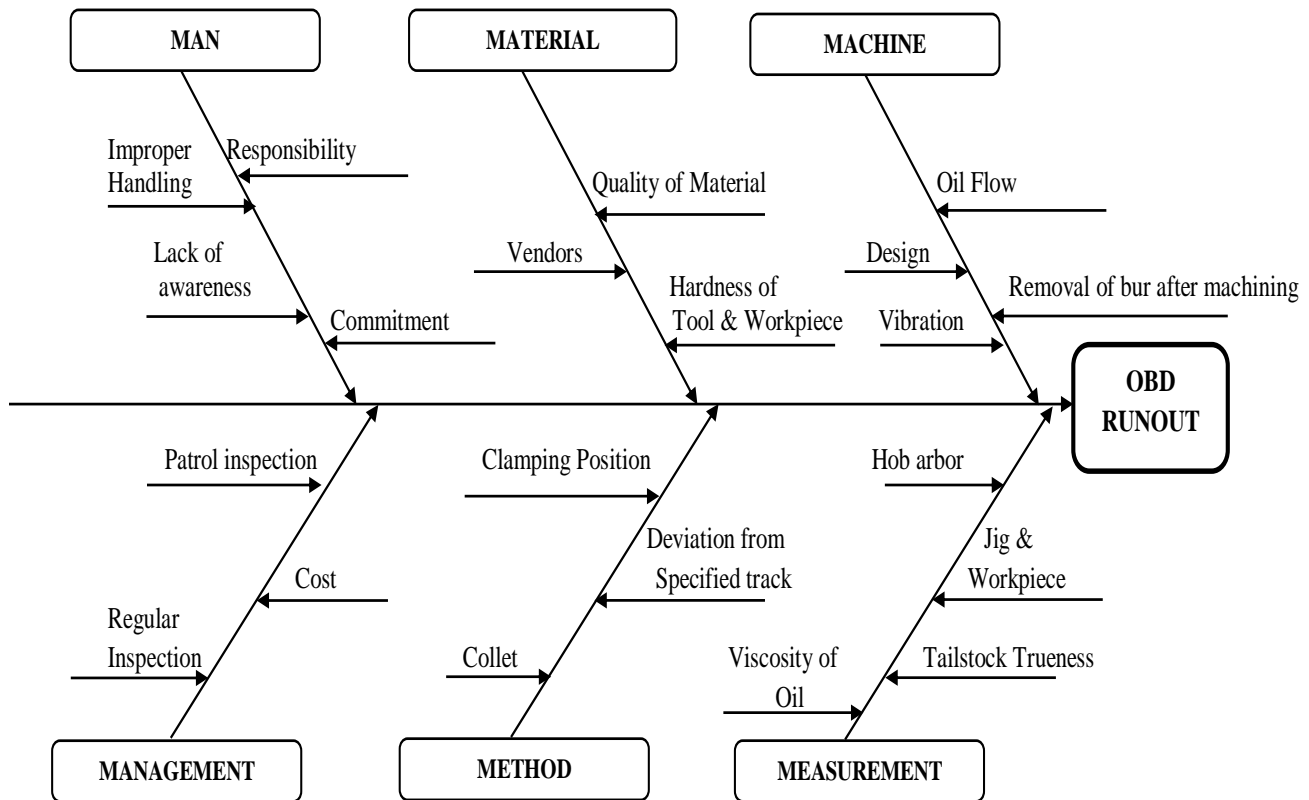 MAN
MATERIAL
MACHINE
Improper
Handling
Responsibility
Lack of
awareness
Commitment
Quality of Material
Vendors
Hardness of
Tool & Workpiece
Oil Flow
Design
Removal of bur after machining
Vibration
OBD
RUNOUT
Patrol inspection
Cost
Regular
Inspection
Clamping Position
Deviation from
Specified track
Collet
Hob arbor
Jig &
Workpiece
Tailstock Trueness
Viscosity of
Oil
MANAGEMENT
METHOD
MEASUREMENT